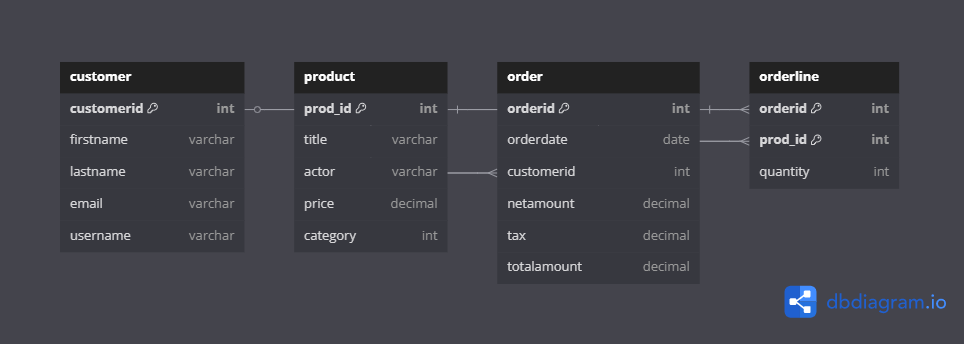 customer
customerid int
firstname varchar
lastname varchar
email varchar
username varchar
product
prod_id int
title varchar
actor varchar
price decimal
category int
order
orderid int
orderdate date
customerid int
netamount decimal
tax decimal
totalamount decimal
orderline
orderid int
prod_id int
quantity int
dbdiagram.io